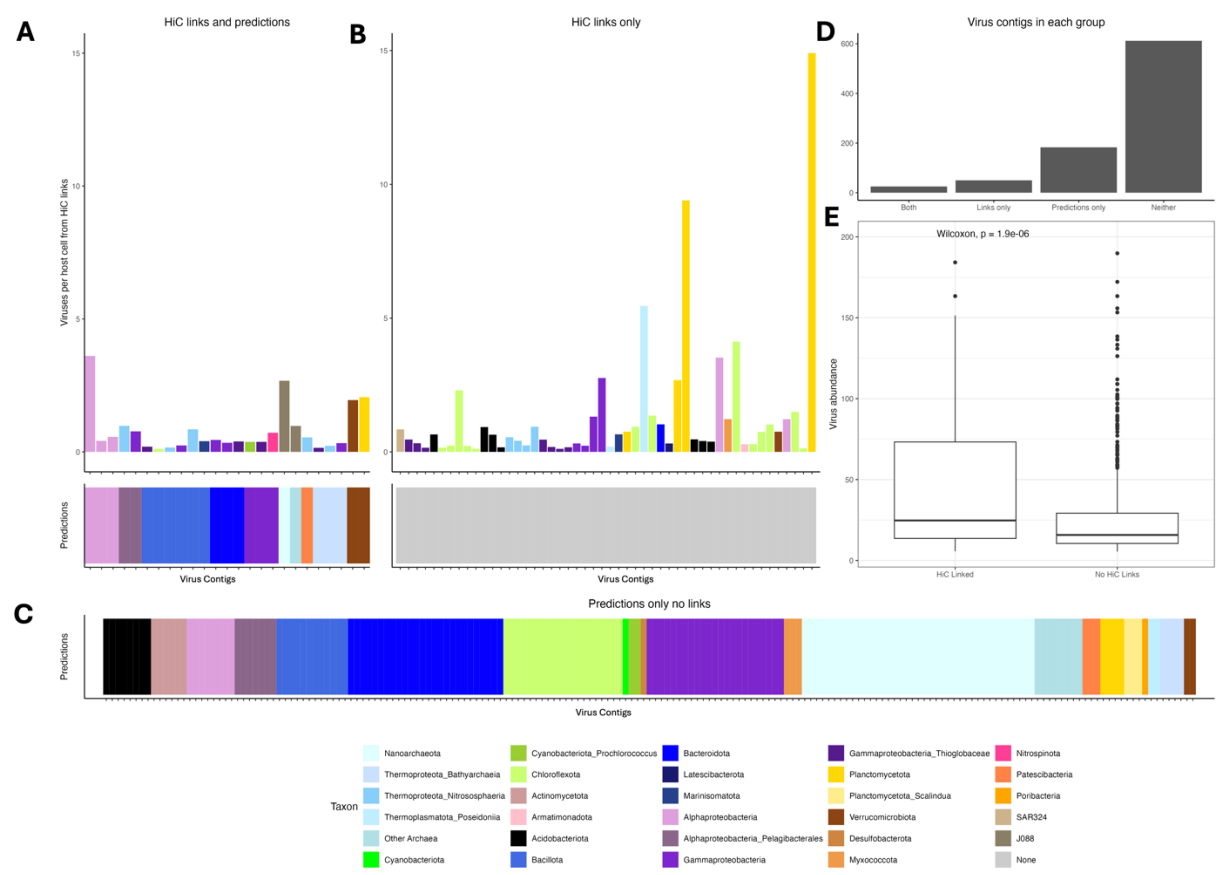 A
HiC links and predictions
B
HiC links only
D
Virus contigs in each group
Viruses per host cell from HiC links
15
10
5
0
15
10
5
0
600
400
200
0
Both
Links only
Predictions only
Neither
E
Wilcoxon, p = 1.9e-06
Virus abundance
200
150
100
50
0
HiC Linked
No HiC Links
Predictions
Virus Contigs
Virus Contigs
C
Predictions only no links
Predictions
Virus Contigs
Taxon
Nanoarchaeota
Thermoproteota_Bathyarchaeia
Thermoproteota_Nitrososphaeria
Thermoplasmatota_Poseidoniia
Other Archaea
Cyanobacteriota
Cyanobacteriota_Prochlorococcus
Chloroflexota
Actinomycetota
Armatimonadota
Acidobacteriota
Bacillota
Bacteroidota
Latescibacterota
Marinisomatota
Alphaproteobacteria
Alphaproteobacteria_Pelagibacterales
Gammaproteobacteria
Gammaproteobacteria_Thioglobaceae
Planctomycetota
Planctomycetota_Scalindua
Verrucomicrobiota
Desulfobacterota
Myxococcota
Nitrospinota
Patescibacteria
Poribacteria
SAR324
J088
None